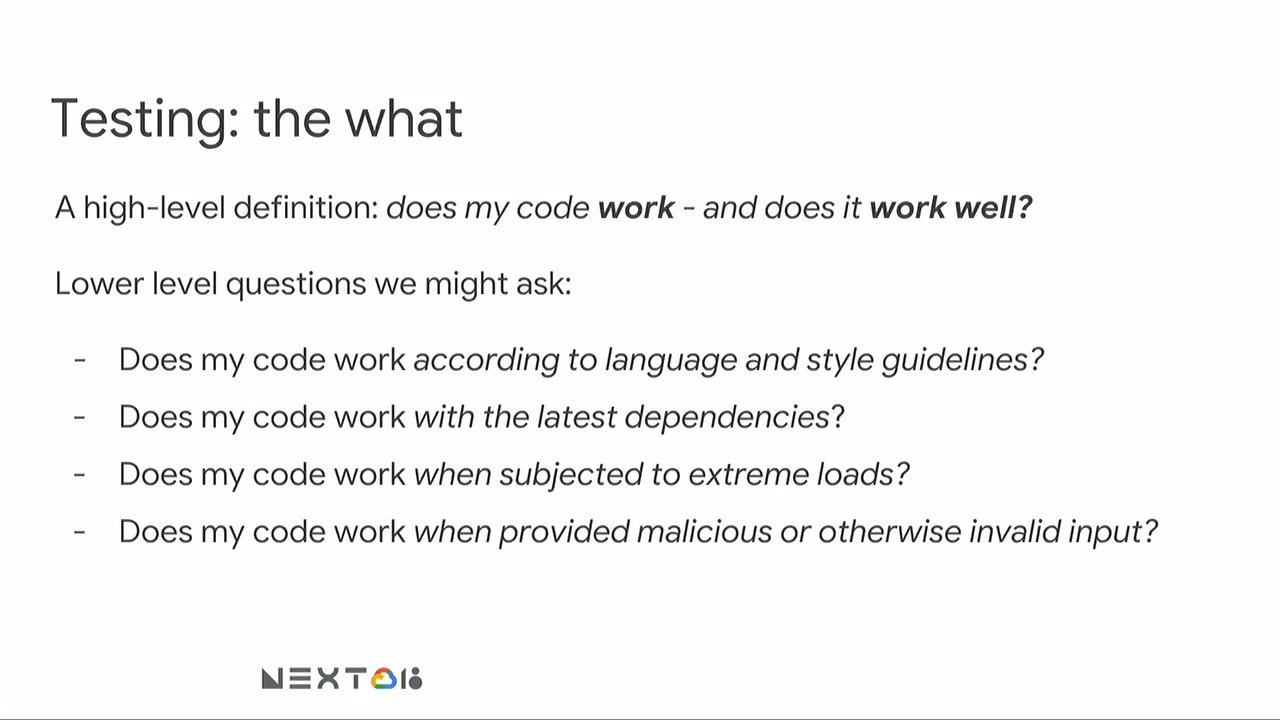 Testing: the what
A high-level definition: does my code work - and does it work well?
Lower level questions we might ask:
- Does my code work according to language and style guidelines?
- Does my code work with the latest dependencies?
- Does my code work when subjected to extreme loads?
- Does my code work when provided malicious or otherwise invalid input?
NEXT 18